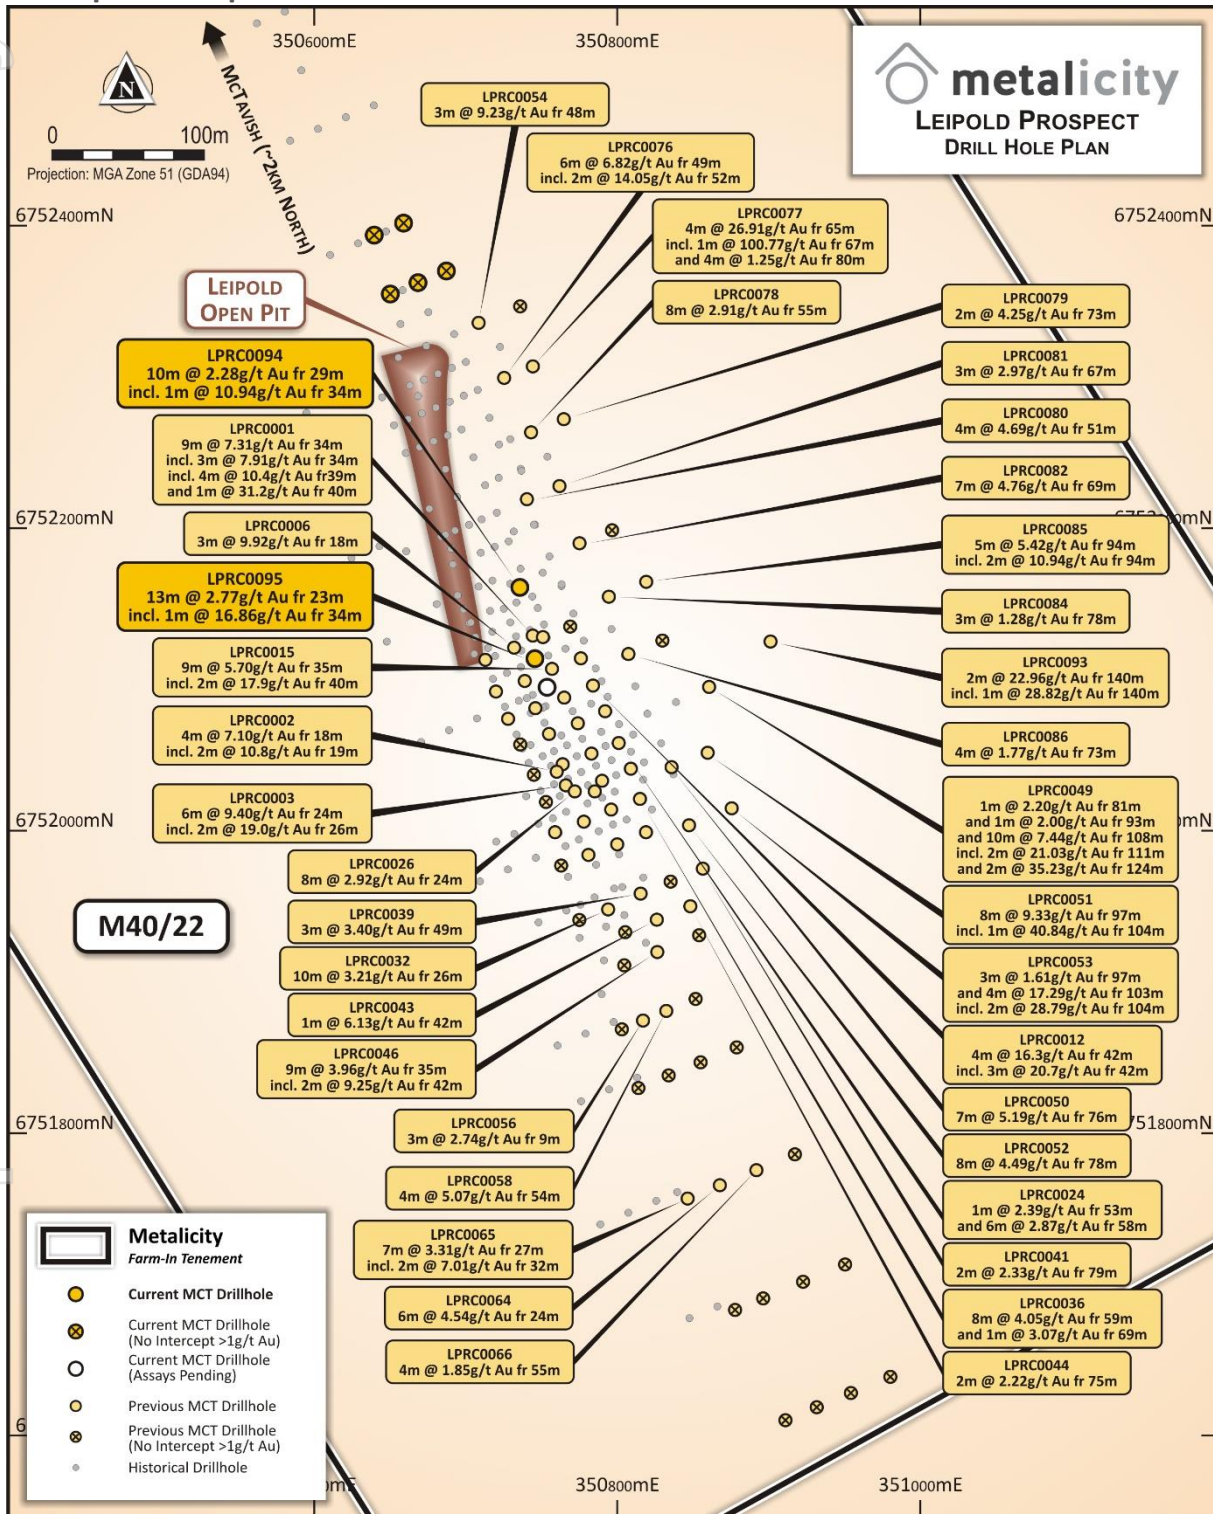 350600mE
350800mE
metalicity
LEIPOLD PROSPECT
DRILL HOLE PLAN
N
0 100m
Projection: MGA Zone 51 (GDA94)
MCTAVISH (~2KM NORTH)
6752400mN
6752400mN
LPRC0054
3m @ 9.23g/t Au fr 48m
LPRC0076
6m @ 6.82g/t Au fr 49m
incl. 2m @ 14.05g/t Au fr 52m
LPRC0077
4m @ 26.91g/t Au fr 65m
incl. 1m @ 100.77g/t Au fr 67m
and 4m @ 1.25g/t Au fr 80m
LPRC0078
8m @ 2.91g/t Au fr 55m
LEIPOLD
OPEN PIT
LPRC0094
10m @ 2.28g/t Au fr 29m
incl. 1m @ 10.94g/t Au fr 34m
LPRC0001
9m @ 7.31g/t Au fr 34m
incl. 3m @ 7.91g/t Au fr 34m
incl. 4m @ 10.4g/t Au fr39m
and 1m @ 31.2g/t Au fr 40m
6752200mN
LPRC0006
3m @ 9.92g/t Au fr 18m
LPRC0095
13m @ 2.77g/t Au fr 23m
incl. 1m @ 16.86g/t Au fr 34m
LPRC0015
9m @ 5.70g/t Au fr 35m
incl. 2m @ 17.9g/t Au fr 40m
LPRC0002
4m @ 7.10g/t Au fr 18m
incl. 2m @ 10.8g/t Au fr 19m
LPRC0003
6m @ 9.40g/t Au fr 24m
incl. 2m @ 19.0g/t Au fr 26m
6752000mN
LPRC0026
8m @ 2.92g/t Au fr 24m
M40/22
LPRC0039
3m @ 3.40g/t Au fr 49m
LPRC0032
10m @ 3.21g/t Au fr 26m
LPRC0043
1m @ 6.13g/t Au fr 42m
LPRC0046
9m @ 3.96g/t Au fr 35m
incl. 2m @ 9.25g/t Au fr 42m
6751800mN
LPRC0056
3m @ 2.74g/t Au fr 9m
LPRC0058
4m @ 5.07g/t Au fr 54m
LPRC0065
7m @ 3.31g/t Au fr 27m
incl. 2m @ 7.01g/t Au fr 32m
LPRC0064
6m @ 4.54g/t Au fr 24m
LPRC0066
4m @ 1.85g/t Au fr 55m
LPRC0079
2m @ 4.25g/t Au fr 73m
LPRC0081
3m @ 2.97g/t Au fr 67m
LPRC0080
4m @ 4.69g/t Au fr 51m
LPRC0082
7m @ 4.76g/t Au fr 69m
LPRC0085
5m @ 5.42g/t Au fr 94m
incl. 2m @ 10.94g/t Au fr 94m
LPRC0084
3m @ 1.28g/t Au fr 78m
LPRC0093
2m @ 22.96g/t Au fr 140m
incl. 1m @ 28.82g/t Au fr 140m
LPRC0086
4m @ 1.77g/t Au fr 73m
LPRC0049
1m @ 2.20g/t Au fr 81m
and 1m @ 2.00g/t Au fr 93m
and 10m @ 7.44g/t Au fr 108m
incl. 2m @ 21.03g/t Au fr 111m
and 2m @ 35.23g/t Au fr 124m
LPRC0051
8m @ 9.33g/t Au fr 97m
incl. 1m @ 40.84g/t Au fr 104m
LPRC0053
3m @ 1.61g/t Au fr 97m
and 4m @ 17.29g/t Au fr 103m
incl. 2m @ 28.79g/t Au fr 104m
LPRC0012
4m @ 16.3g/t Au fr 42m
incl. 3m @ 20.7g/t Au fr 42m
LPRC0050
7m @ 5.19g/t Au fr 76m
751800mN
LPRC0052
8m @ 4.49g/t Au fr 78m
LPRC0024
1m @ 2.39g/t Au fr 53m
and 6m @ 2.87g/t Au fr 58m
LPRC0041
2m @ 2.33g/t Au fr 79m
LPRC0036
8m @ 4.05g/t Au fr 59m
and 1m @ 3.07g/t Au fr 69m
LPRC0044
2m @ 2.22g/t Au fr 75m
Metalicity
Farm-In Tenement
Current MCT Drillhole
Current MCT Drillhole
(No Intercept >1g/t Au)
Current MCT Drillhole
(Assays Pending)
Previous MCT Drillhole
Previous MCT Drillhole
(No Intercept >1g/t Au)
Historical Drillhole
350800mE
351000mE